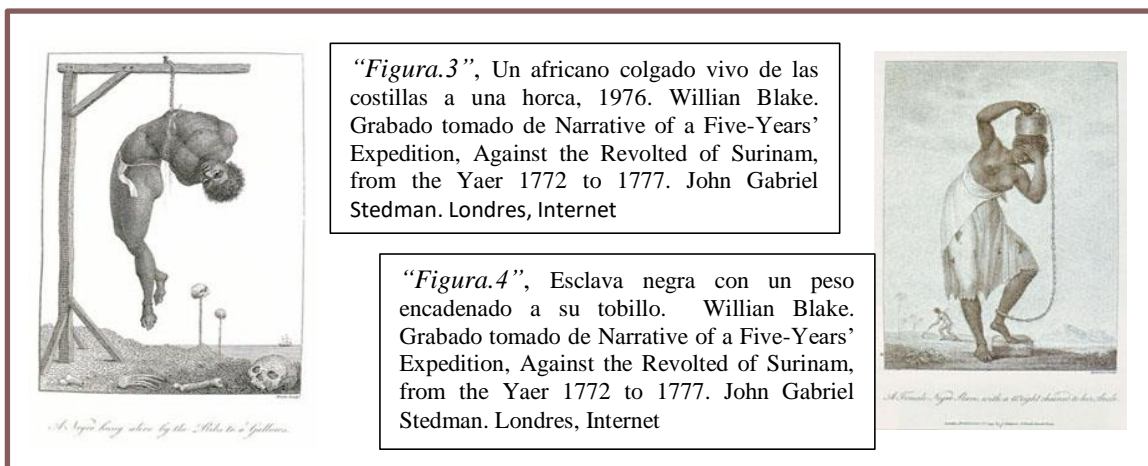 “Figura.3”, Un africano colgado vivo de las
costillas a una horca, 1976. Willian Blake.
Grabado tomado de Narrative of a Five-Years’
Expedition, Against the Revolted of Surinam,
from the Yaer 1772 to 1777. John Gabriel
Stedman. Londres, Internet
“Figura.4”, Esclava negra con un peso
encadenado a su tobillo. Willian Blake.
Grabado tomado de Narrative of a Five-Years’
Expedition, Against the Revolted of Surinam,
from the Yaer 1772 to 1777. John Gabriel
Stedman. Londres, Internet
A Negro hung alive by the Ribs to a Gallows.
A Female Negro Slave, with a Weight chained to her Ancle.